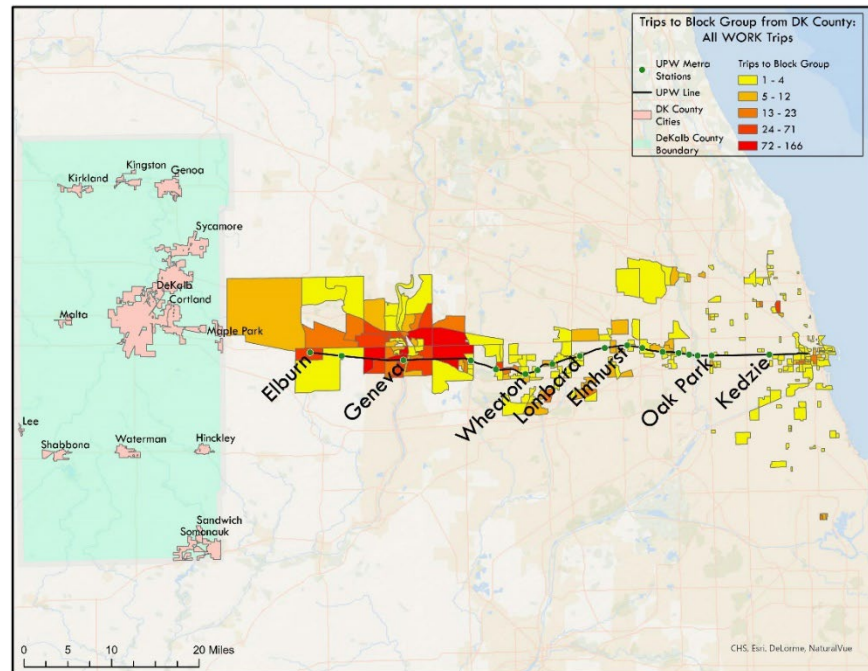 Trips to Block Group from DK County:
All WORK Trips
UPW Metra
Stations
UPW Line
DK County
Cities
DeKalb County
Boundary
Trips to Block Group
1 - 4
5 - 12
13 - 23
24 - 71
72 - 166
Kirkland
Kingston
Genoa
Sycamore
DeKalb
Cortland
Malta
Maple Park
Elburn
Geneva
Wheaton
Lombard
Elmhurst
Oak Park
Kedzie
Lee
Shabbona
Waterman
Hinckley
Sandwich
Somonauk
0 5 10 20 Miles
CHS, Esri, DeLorme, NaturalVue